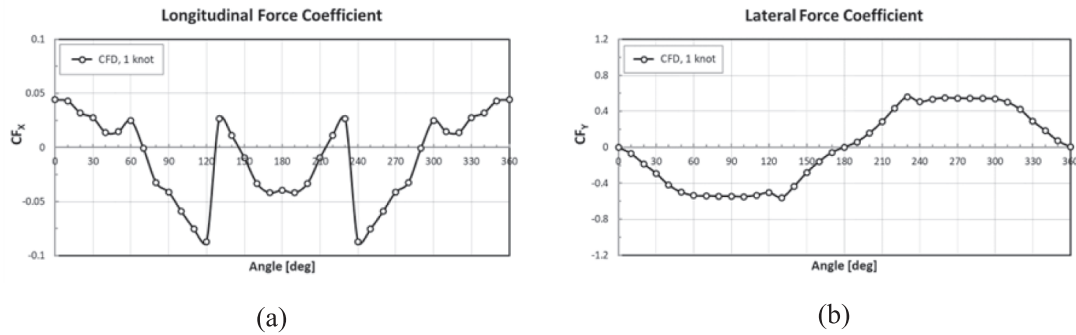 Longitudinal Force Coefficient
0.1
0.05
0
-0.05
-0.1
CFX
CFD, 1 knot
0 30 60 90 120 150 180 210 240 270 300 330 360
Angle [deg]
(a)
Lateral Force Coefficient
1.2
0.8
0.4
0
-0.4
-0.8
-1.2
CFY
CFD, 1 knot
0 30 60 90 120 150 180 210 240 270 300 330 360
Angle [deg]
(b)